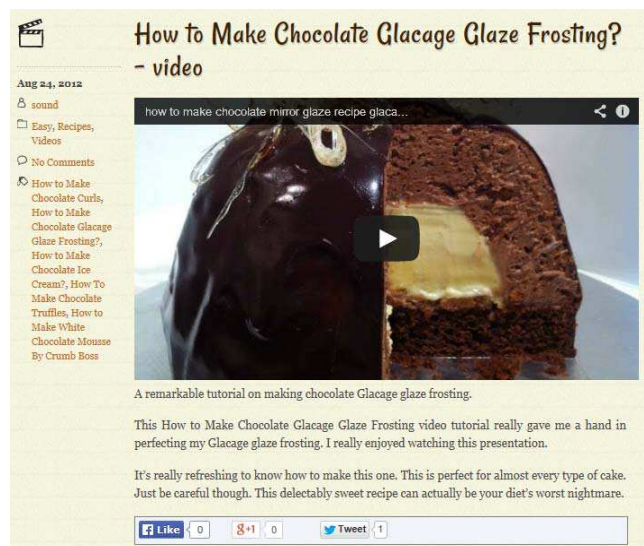 How to Make Chocolate Glacage Glaze Frosting?
- video
Aug 24, 2012
sound
Easy, Recipes,
Videos
No Comments
How to Make
Chocolate Curls,
How to Make
Chocolate Glacage
Glaze Frosting?,
How to Make
Chocolate Ice
Cream?, How To
Make Chocolate
Truffles, How to
Make White
Chocolate Mousse
By Crumb Boss
how to make chocolate mirror glaze recipe glaca...
A remarkable tutorial on making chocolate Glacage glaze frosting.
This How to Make Chocolate Glacage Glaze Frosting video tutorial really gave me a hand in
perfecting my Glacage glaze frosting. I really enjoyed watching this presentation.
It's really refreshing to know how to make this one. This is perfect for almost every type of cake.
Just be careful though. This delectably sweet recipe can actually be your diet's worst nightmare.
Like 0 g+1 0 Tweet 1